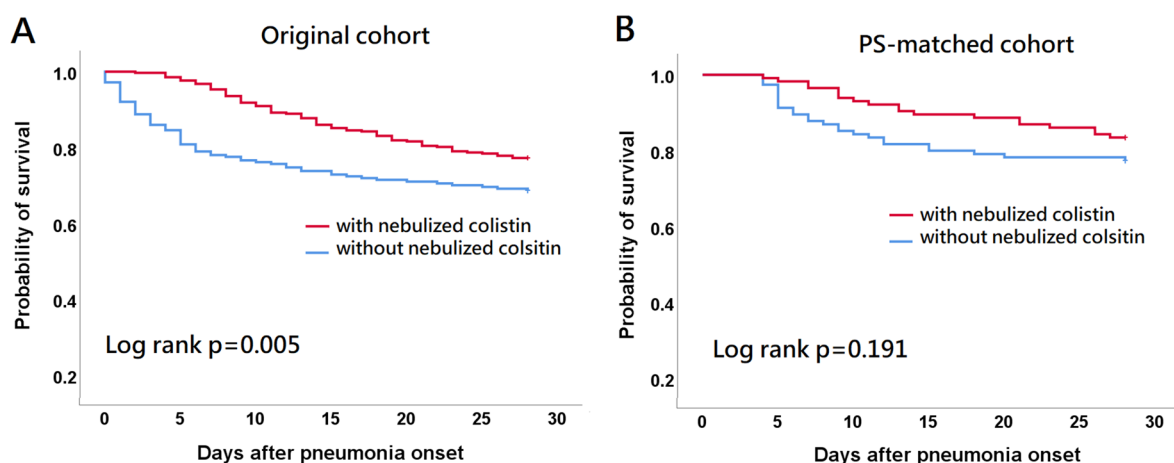 A
Original cohort
Probability of survival
1.0
0.8
0.6
0.4
0.2
with nebulized colistin
without nebulized colsitin
Log rank p=0.005
0 5 10 15 20 25 30
Days after pneumonia onset
B
PS-matched cohort
Probability of survival
1.0
0.8
0.6
0.4
0.2
with nebulized colistin
without nebulized colsitin
Log rank p=0.191
0 5 10 15 20 25 30
Days after pneumonia onset